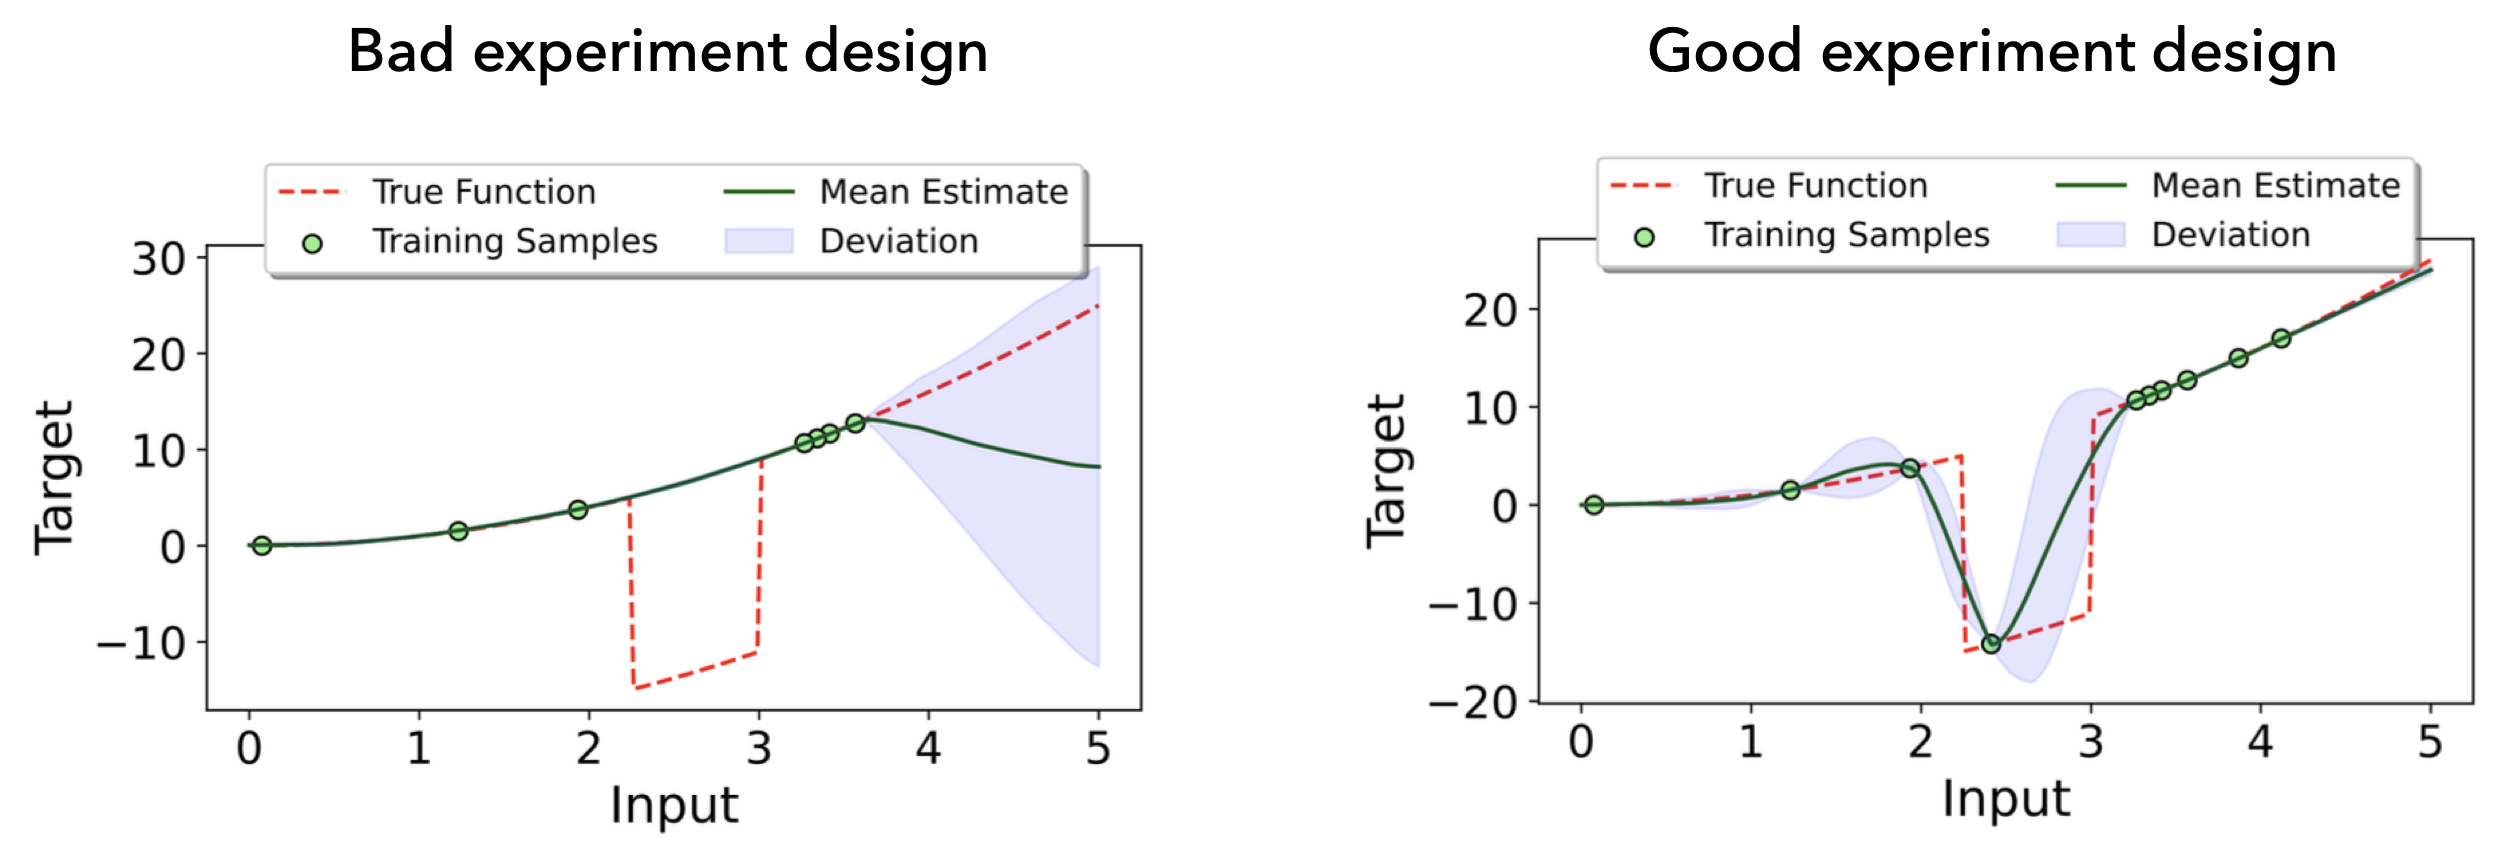 Bad experiment design
True Function
Mean Estimate
Training Samples
Deviation
30
20
10
0
−10
Target
0 1 2 3 4 5
Input
Good experiment design
True Function
Mean Estimate
Training Samples
Deviation
20
10
0
−10
−20
Target
0 1 2 3 4 5
Input